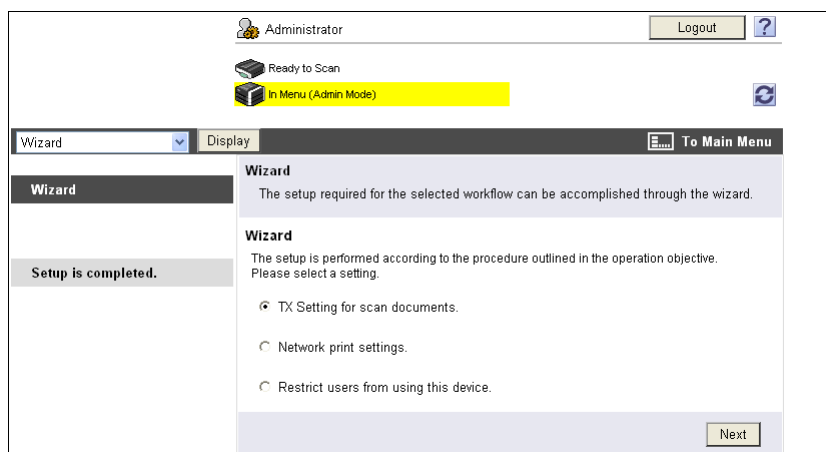 Administrator
Logout
?
Ready to Scan
In Menu (Admin Mode)
Wizard
Display
To Main Menu
Wizard
Setup is completed.
Wizard
The setup required for the selected workflow can be accomplished through the wizard.
Wizard
The setup is performed according to the procedure outlined in the operation objective.
Please select a setting.
TX Setting for scan documents.
Network print settings.
Restrict users from using this device.
Next